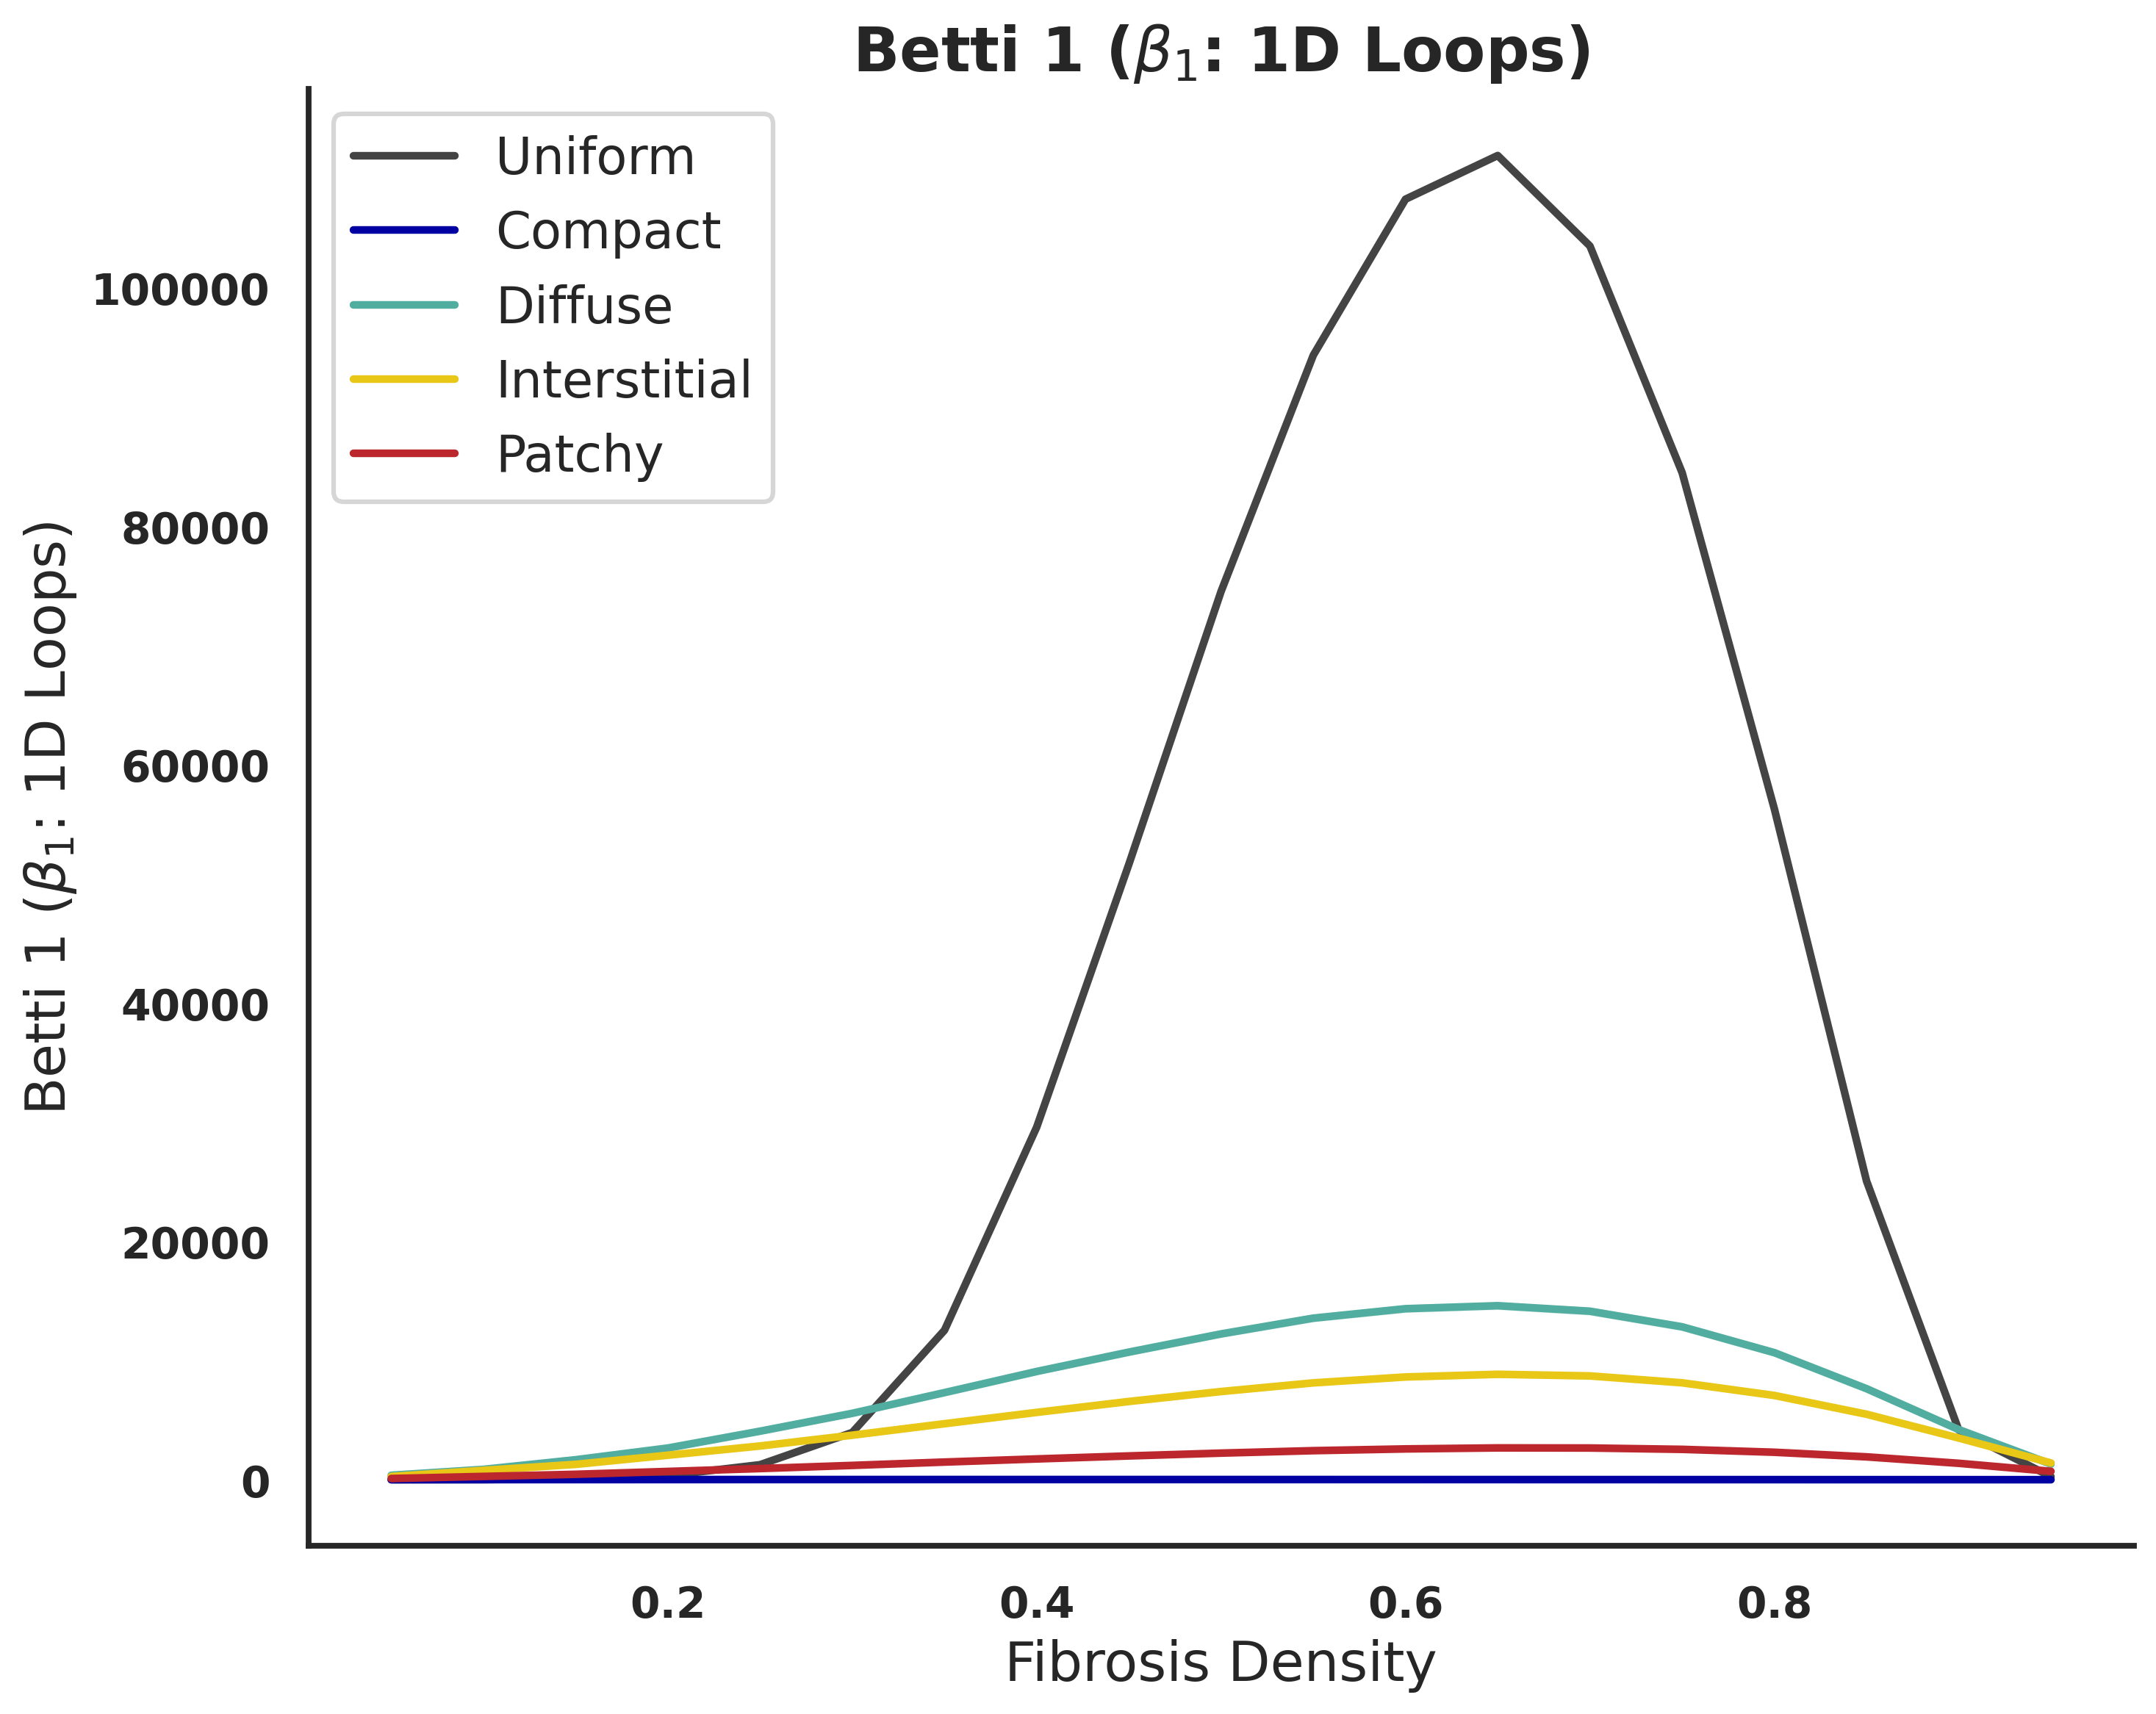 Betti 1 (β₁: 1D Loops)
Uniform
Compact
Diffuse
Interstitial
Patchy
Betti 1 (β₁: 1D Loops)
100000
80000
60000
40000
20000
0
0.2 0.4 0.6 0.8
Fibrosis Density